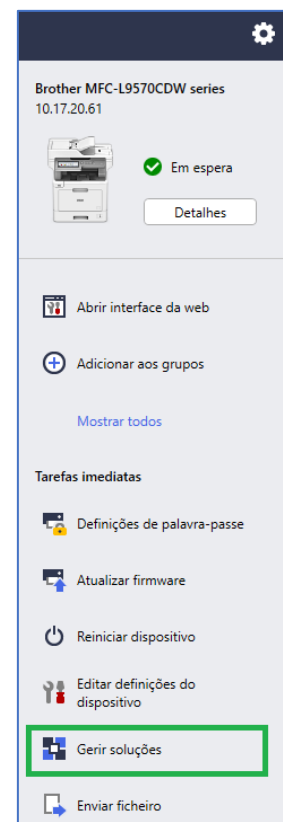 Brother MFC-L9570CDW series
10.17.20.61
Em espera
Detalhes
Abrir interface da web
Adicionar aos grupos
Mostrar todos
Tarefas imediatas
Definições de palavra-passe
Atualizar firmware
Reiniciar dispositivo
Editar definições do
dispositivo
Gerir soluções
Enviar ficheiro